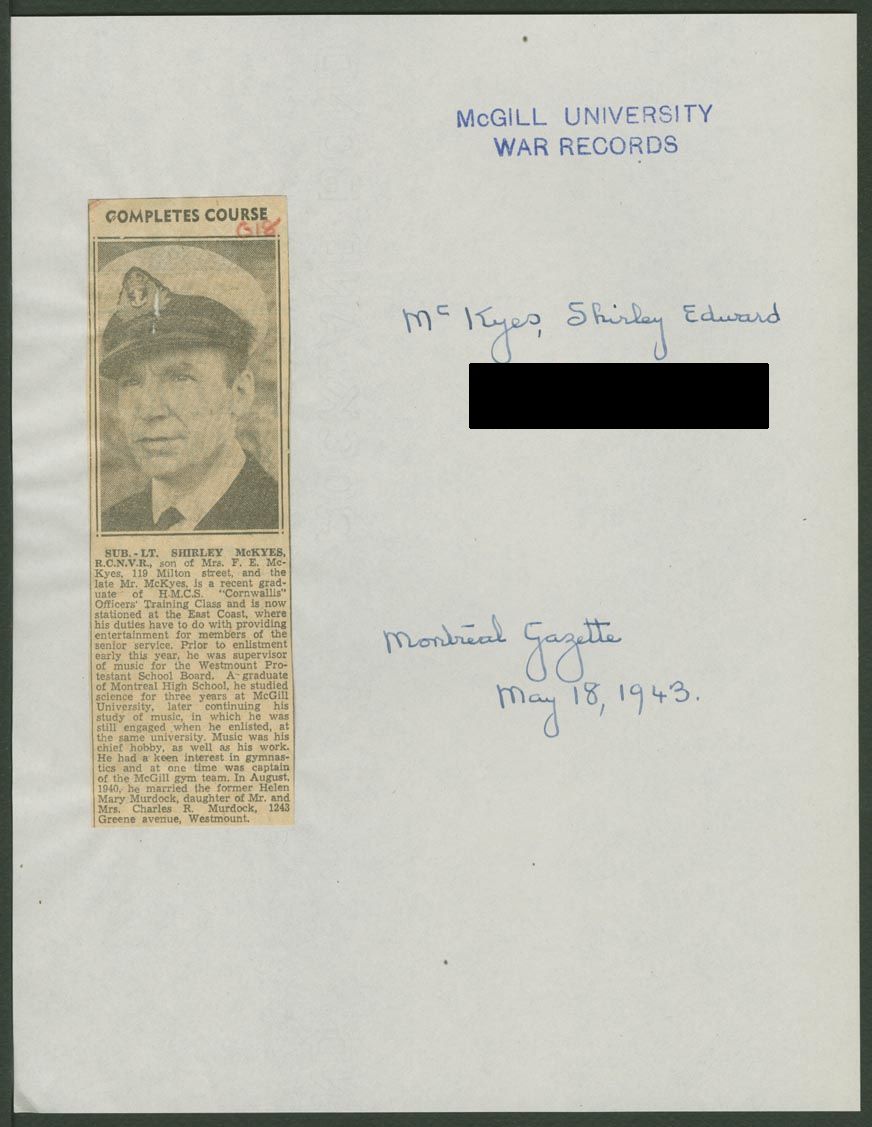 McGILL UNIVERSITY
WAR RECORDS
COMPLETES COURSE
G18
Mc Kyes, Shirley Edward
SUB.-LT. SHIRLEY McKYES,
R.C.N.V.R., son of Mrs. F. E. Mc-
Kyes, 119 Milton street, and the
late Mr. McKyes, is a recent grad-
uate of H.M.C.S. "Cornwallis"
Officers' Training Class and is now
stationed at the East Coast, where
his duties have to do with providing
entertainment for members of the
senior service. Prior to enlistment
early this year, he was supervisor
of music for the Westmount Pro-
testant School Board. A graduate
of Montreal High School, he studied
science for three years at McGill
University, later continuing his
study of music, in which he was
still engaged when he enlisted, at
the same university. Music was his
chief hobby, as well as his work.
He had a keen interest in gymnas-
tics and at one time was captain
of the McGill gym team. In August,
1940, he married the former Helen
Mary Murdock, daughter of Mr. and
Mrs. Charles R. Murdock, 1243
Greene avenue, Westmount.
Montreal Gazette
May 18, 1943.